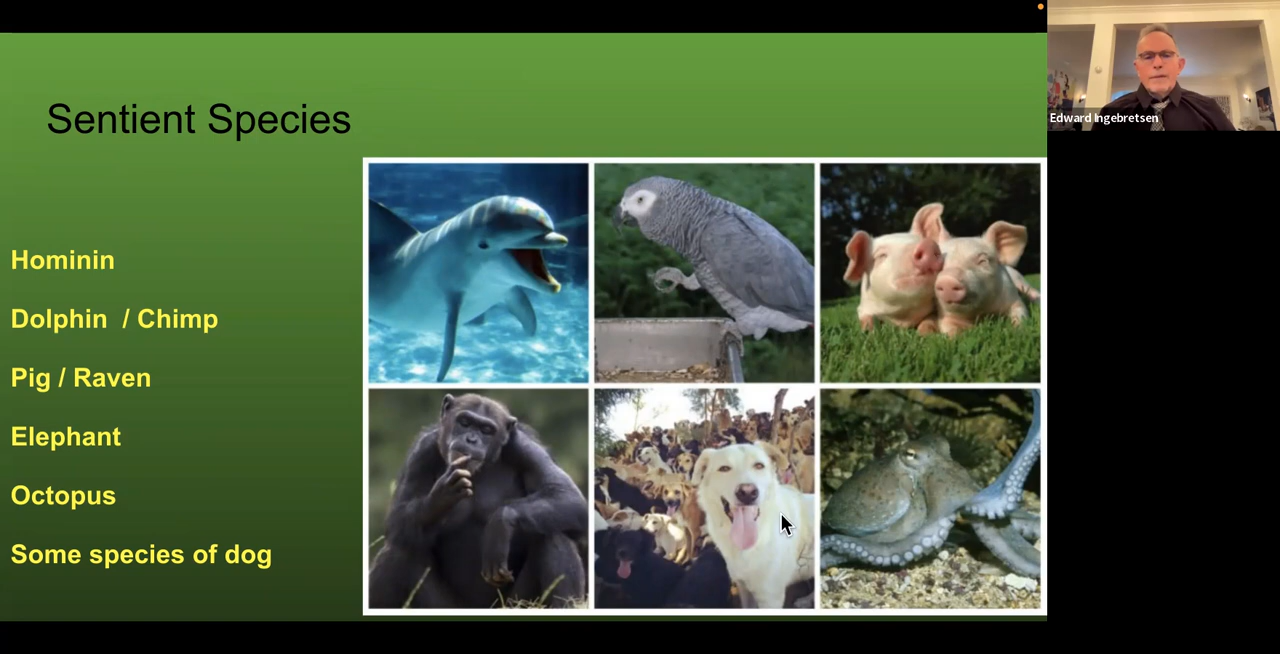 Sentient Species
Hominin
Dolphin / Chimp
Pig / Raven
Elephant
Octopus
Some species of dog
Edward Ingebretsen